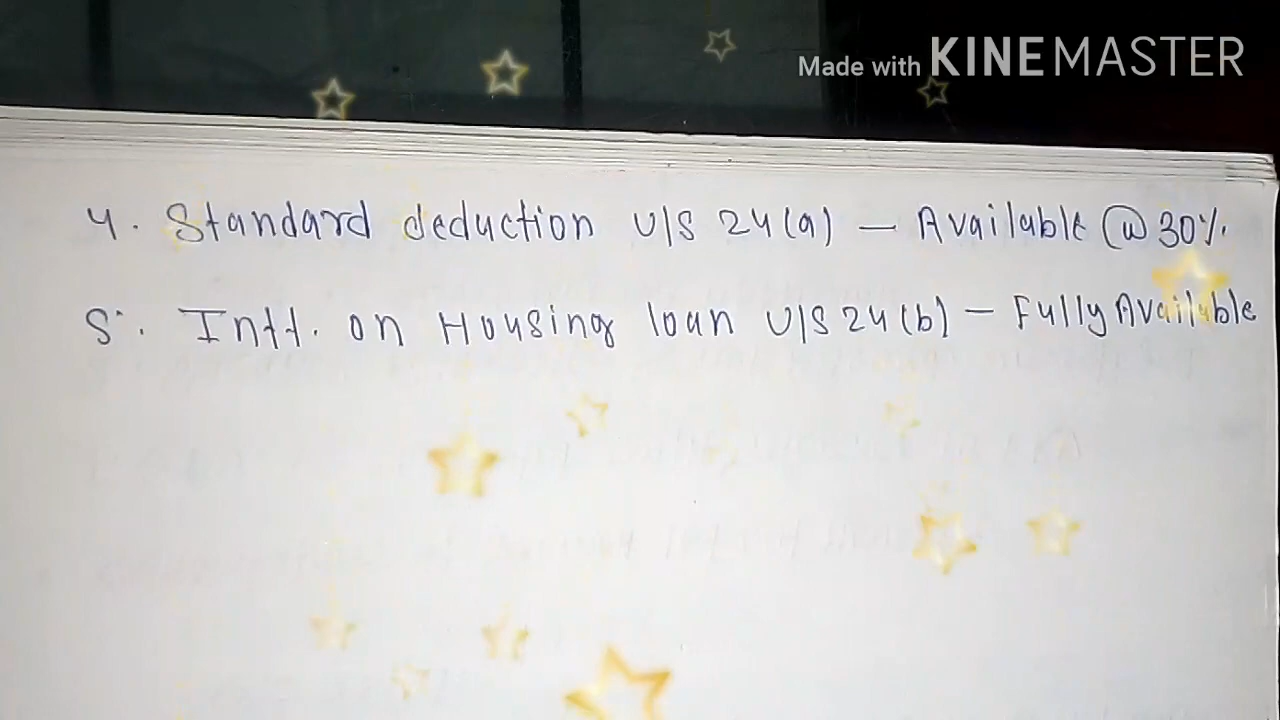 Made with KINEMASTER
4. Standard deduction U/S 24(a) — Available @ 30%.
5. Intt. on Housing loan U/S 24(b) — Fully Available